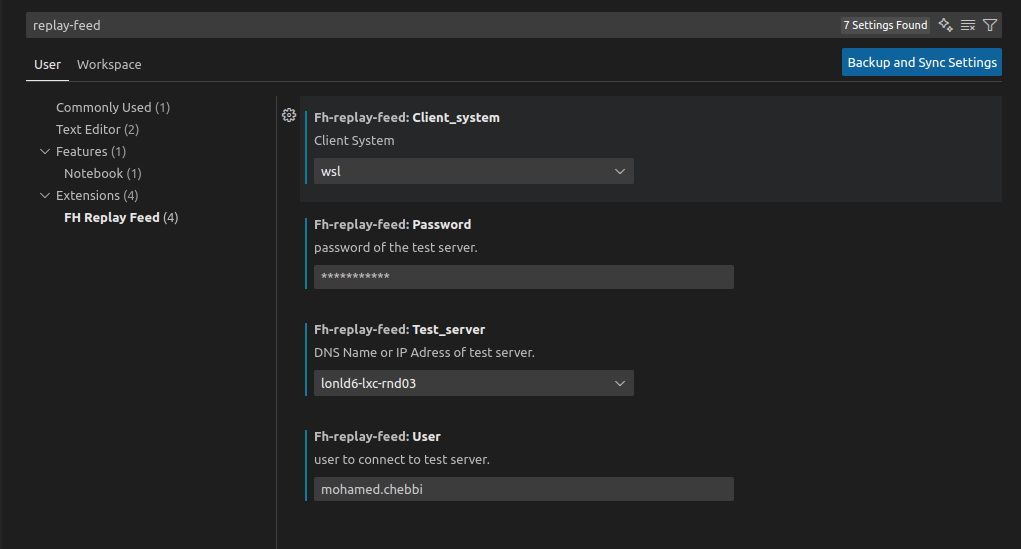 replay-feed
7 Settings Found
User
Workspace
Backup and Sync Settings
Commonly Used (1)
Text Editor (2)
Features (1)
Notebook (1)
Extensions (4)
FH Replay Feed (4)
Fh-replay-feed: Client_system
Client System
wsl
Fh-replay-feed: Password
password of the test server.
***********
Fh-replay-feed: Test_server
DNS Name or IP Adress of test server.
lonld6-lxc-rnd03
Fh-replay-feed: User
user to connect to test server.
mohamed.chebbi